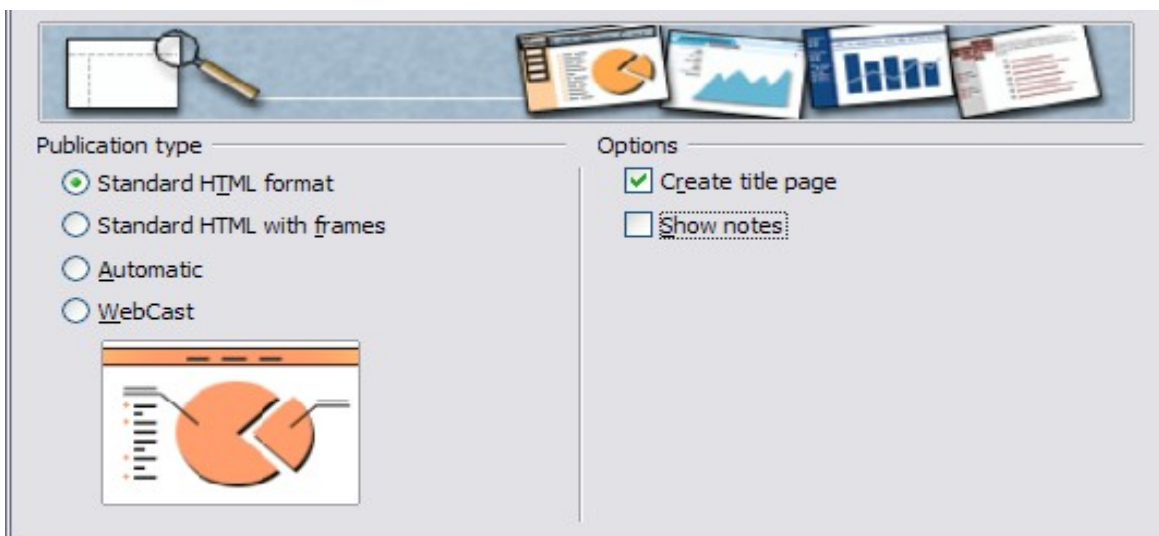 Publication type
Standard HTML format
Standard HTML with frames
Automatic
WebCast
Options
Create title page
Show notes